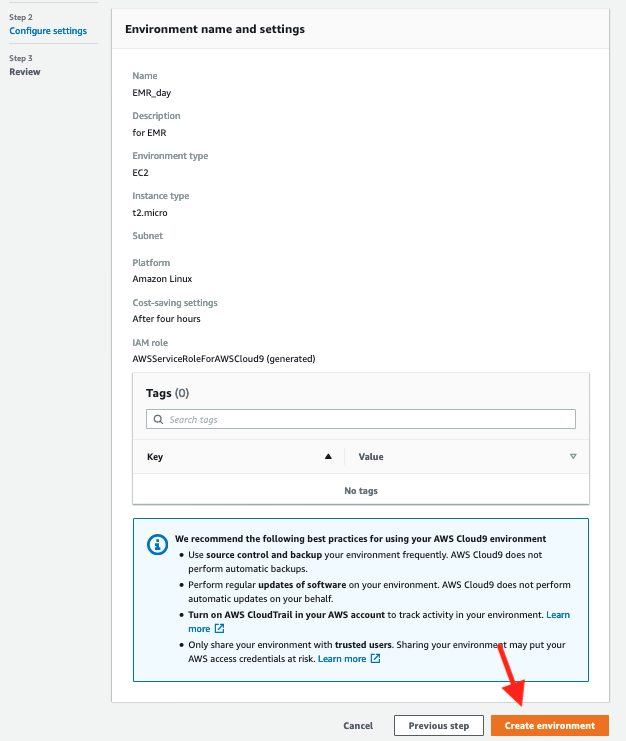 Step 2
Configure settings
Step 3
Review
Environment name and settings
Name
EMR_day
Description
for EMR
Environment type
EC2
Instance type
t2.micro
Subnet
Platform
Amazon Linux
Cost-saving settings
After four hours
IAM role
AWSServiceRoleForAWSCloud9 (generated)
Tags (0)
Search tags
Key Value
No tags
We recommend the following best practices for using your AWS Cloud9 environment
• Use source control and backup your environment frequently. AWS Cloud9 does not
perform automatic backups.
• Perform regular updates of software on your environment. AWS Cloud9 does not perform
automatic updates on your behalf.
• Turn on AWS CloudTrail in your AWS account to track activity in your environment. Learn
more
• Only share your environment with trusted users. Sharing your environment may put your
AWS access credentials at risk. Learn more
Cancel Previous step Create environment